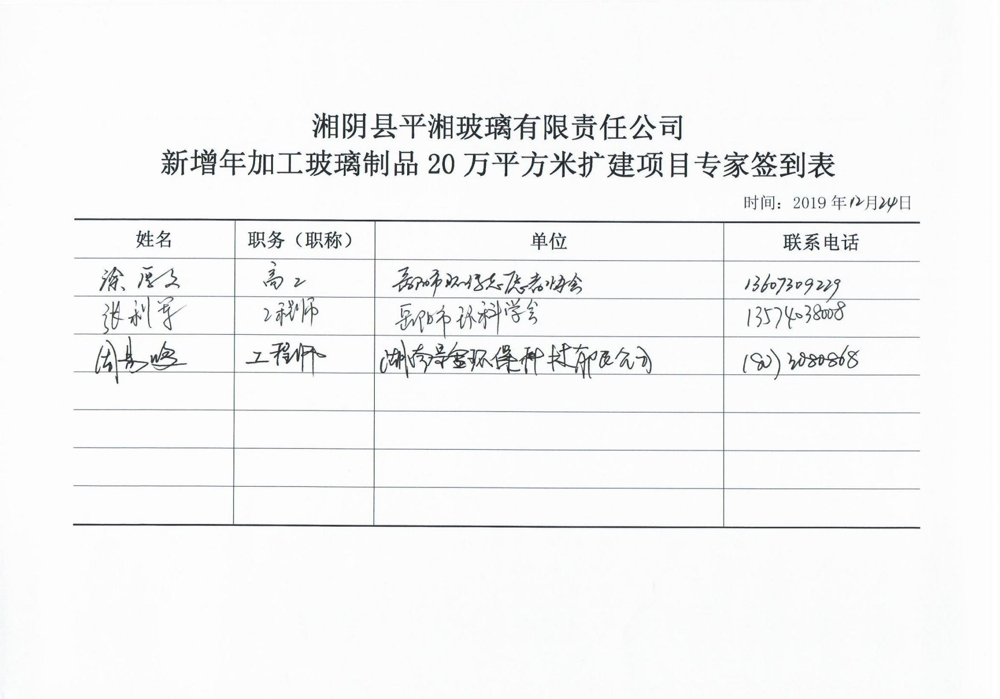 湘阴县平湘玻璃有限责任公司
新增年加工玻璃制品 20 万平方米扩建项目专家签到表
时间：2019 年12月24日
姓名 职务（职称） 单位 联系电话
涂厚文 高工 岳阳市环保志愿者协会 13607309229
张利军 工程师 岳阳市环科学会 13574038008
周 工程师 湖南 金环保科技有限公司 3080868